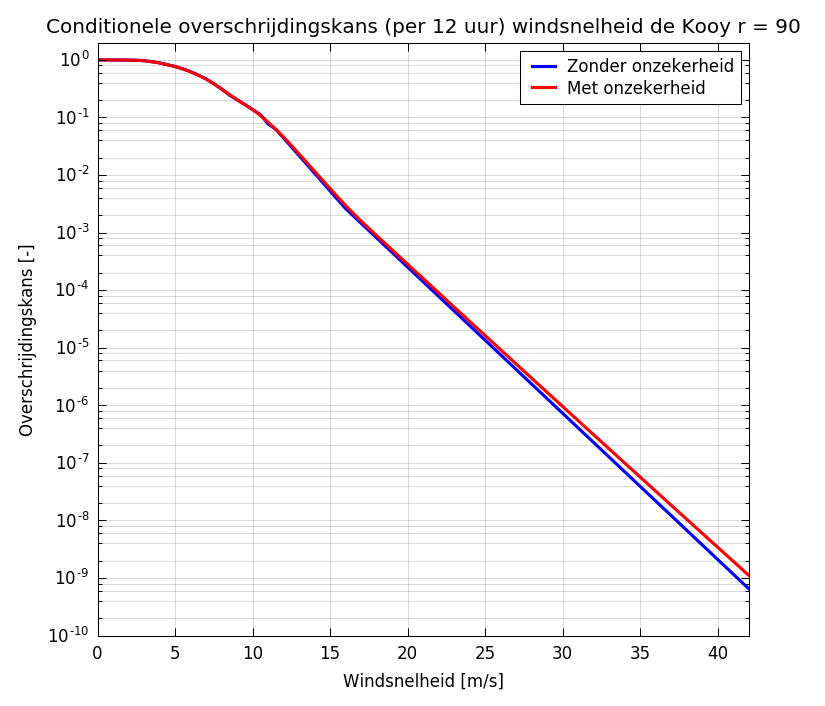 Conditionele overschrijdingskans (per 12 uur) windsnelheid de Kooy r = 90
Zonder onzekerheid
Met onzekerheid
Overschrijdingskans [-]
10^0
10^-1
10^-2
10^-3
10^-4
10^-5
10^-6
10^-7
10^-8
10^-9
10^-10
0 5 10 15 20 25 30 35 40
Windsnelheid [m/s]